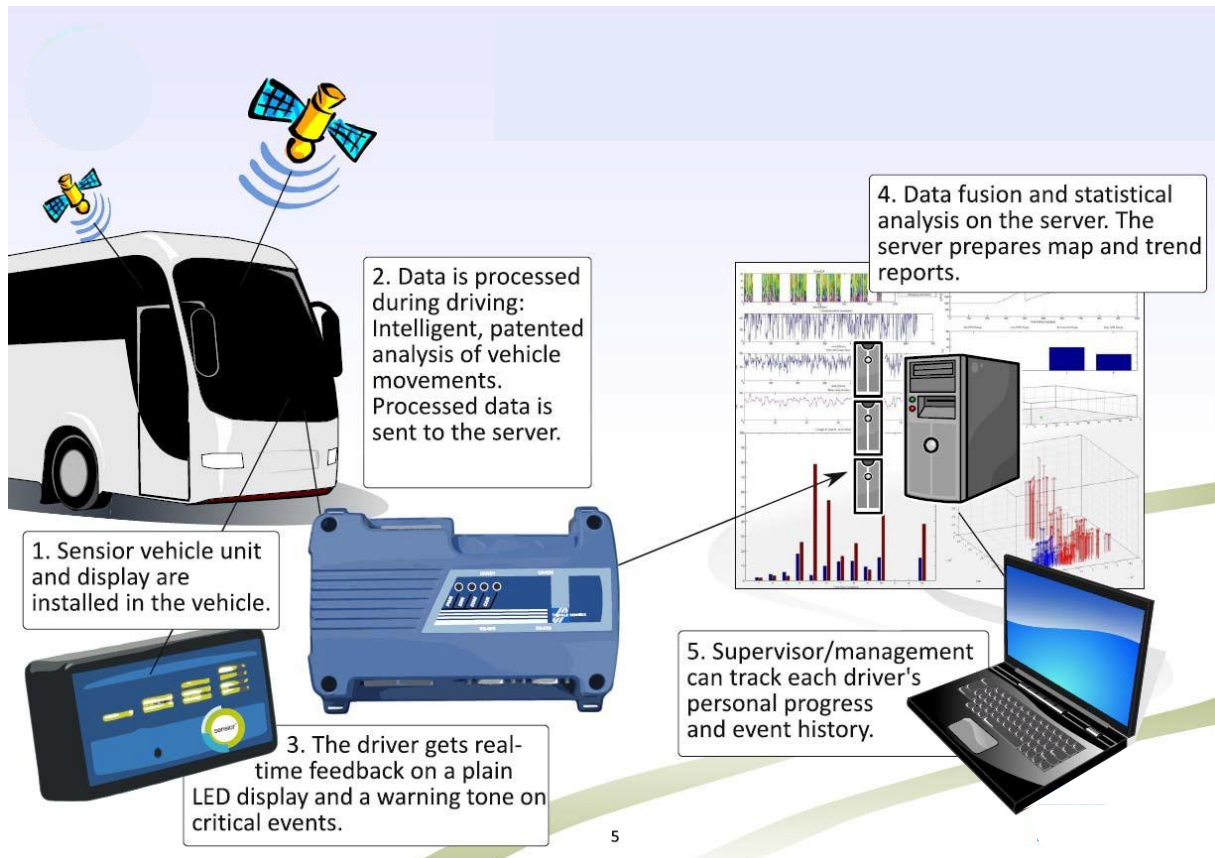 4. Data fusion and statistical
analysis on the server. The
server prepares map and trend
reports.
2. Data is processed
during driving:
Intelligent, patented
analysis of vehicle
movements.
Processed data is
sent to the server.
1. Sensior vehicle unit
and display are
installed in the vehicle.
sensior
3. The driver gets real-
time feedback on a plain
LED display and a warning tone on
critical events.
5. Supervisor/management
can track each driver's
personal progress
and event history.
5